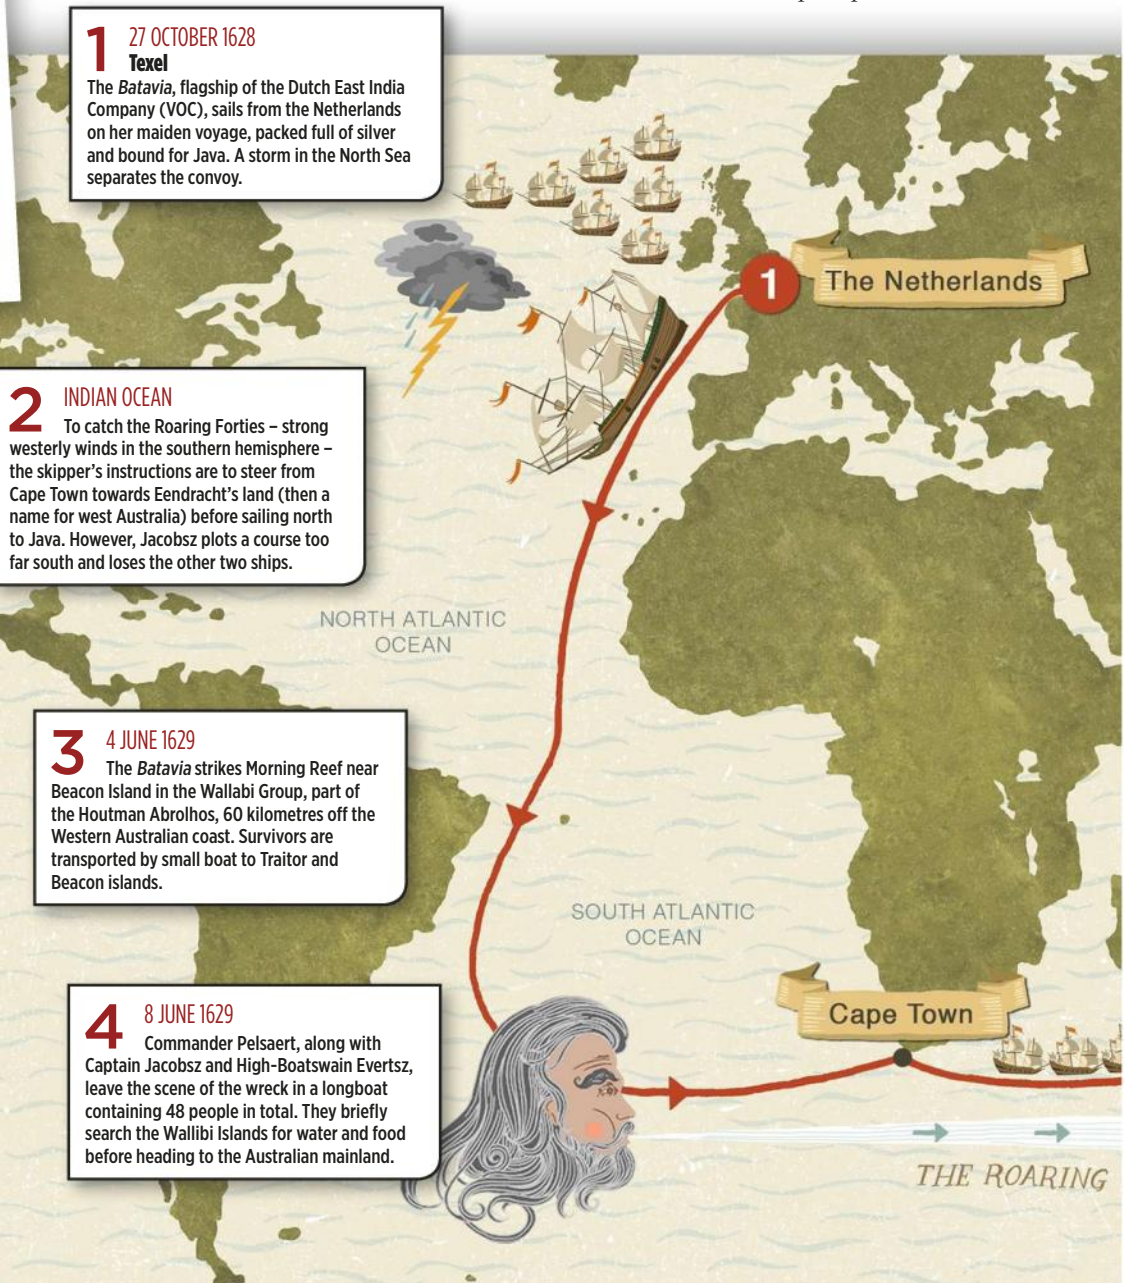 1 27 OCTOBER 1628
Texel
The Batavia, flagship of the Dutch East India
Company (VOC), sails from the Netherlands
on her maiden voyage, packed full of silver
and bound for Java. A storm in the North Sea
separates the convoy.
1
The Netherlands
2 INDIAN OCEAN
To catch the Roaring Forties – strong
westerly winds in the southern hemisphere –
the skipper's instructions are to steer from
Cape Town towards Eendracht's land (then a
name for west Australia) before sailing north
to Java. However, Jacobsz plots a course too
far south and loses the other two ships.
NORTH ATLANTIC
OCEAN
3 4 JUNE 1629
The Batavia strikes Morning Reef near
Beacon Island in the Wallabi Group, part of
the Houtman Abrolhos, 60 kilometres off the
Western Australian coast. Survivors are
transported by small boat to Traitor and
Beacon islands.
SOUTH ATLANTIC
OCEAN
4 8 JUNE 1629
Commander Pelsaert, along with
Captain Jacobsz and High-Boatswain Evertsz,
leave the scene of the wreck in a longboat
containing 48 people in total. They briefly
search the Wallibi Islands for water and food
before heading to the Australian mainland.
Cape Town
THE ROARING